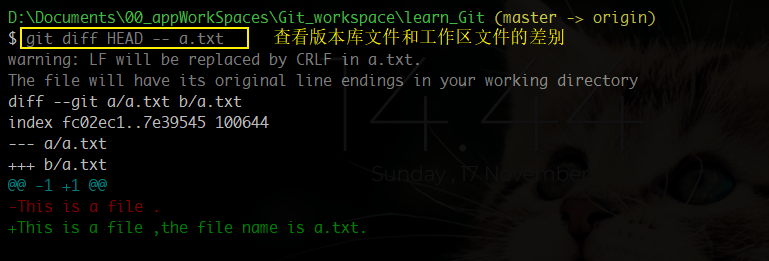 D:\Documents\00_appWorkSpaces\Git_workspace\learn_Git (master -> origin)
$ git diff HEAD -- a.txt 查看版本库文件和工作区文件的差别
warning: LF will be replaced by CRLF in a.txt.
The file will have its original line endings in your working directory
diff --git a/a.txt b/a.txt
index fc02ec1..7e39545 100644
--- a/a.txt
+++ b/a.txt
@@ -1 +1 @@
-This is a file .
+This is a file ,the file name is a.txt.
14.44
Sunday, 17 November